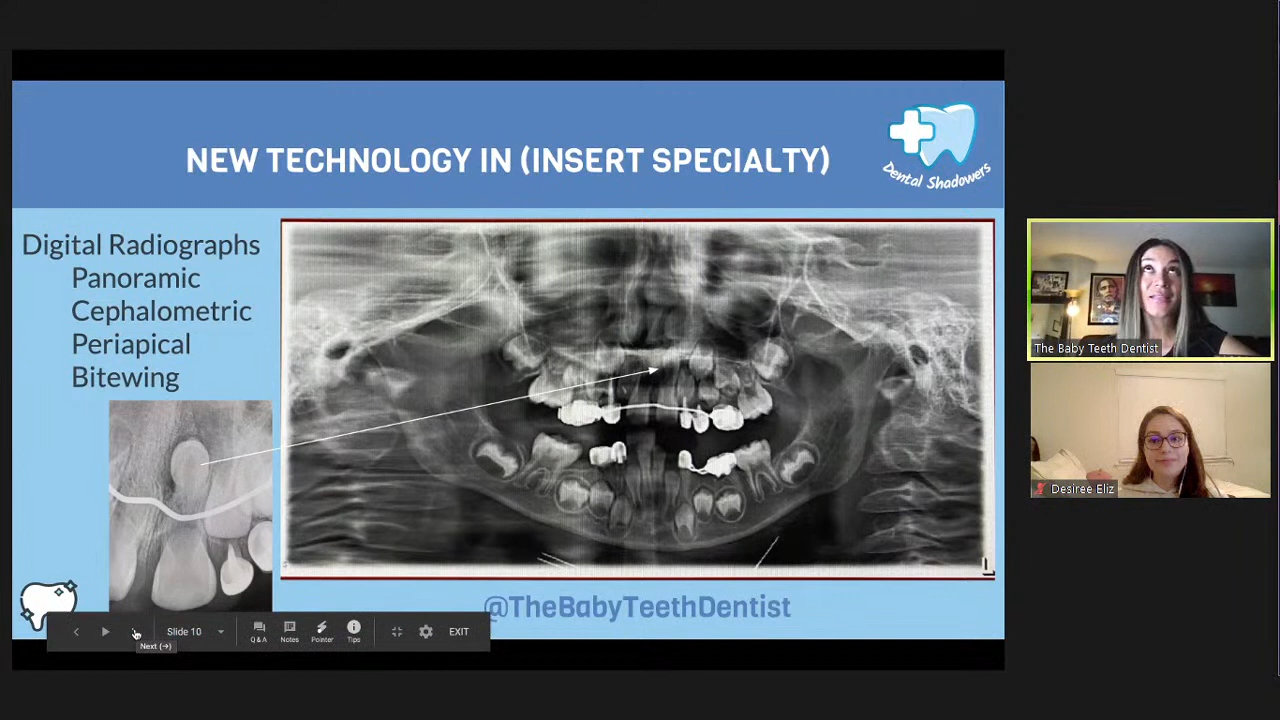 NEW TECHNOLOGY IN (INSERT SPECIALTY)
Dental Shadowers
Digital Radiographs
Panoramic
Cephalometric
Periapical
Bitewing
L
@TheBabyTeethDentist
Slide 10
Q & A
Notes
Pointer
Tips
EXIT
Next (→)
The Baby Teeth Dentist
Desiree Eliz